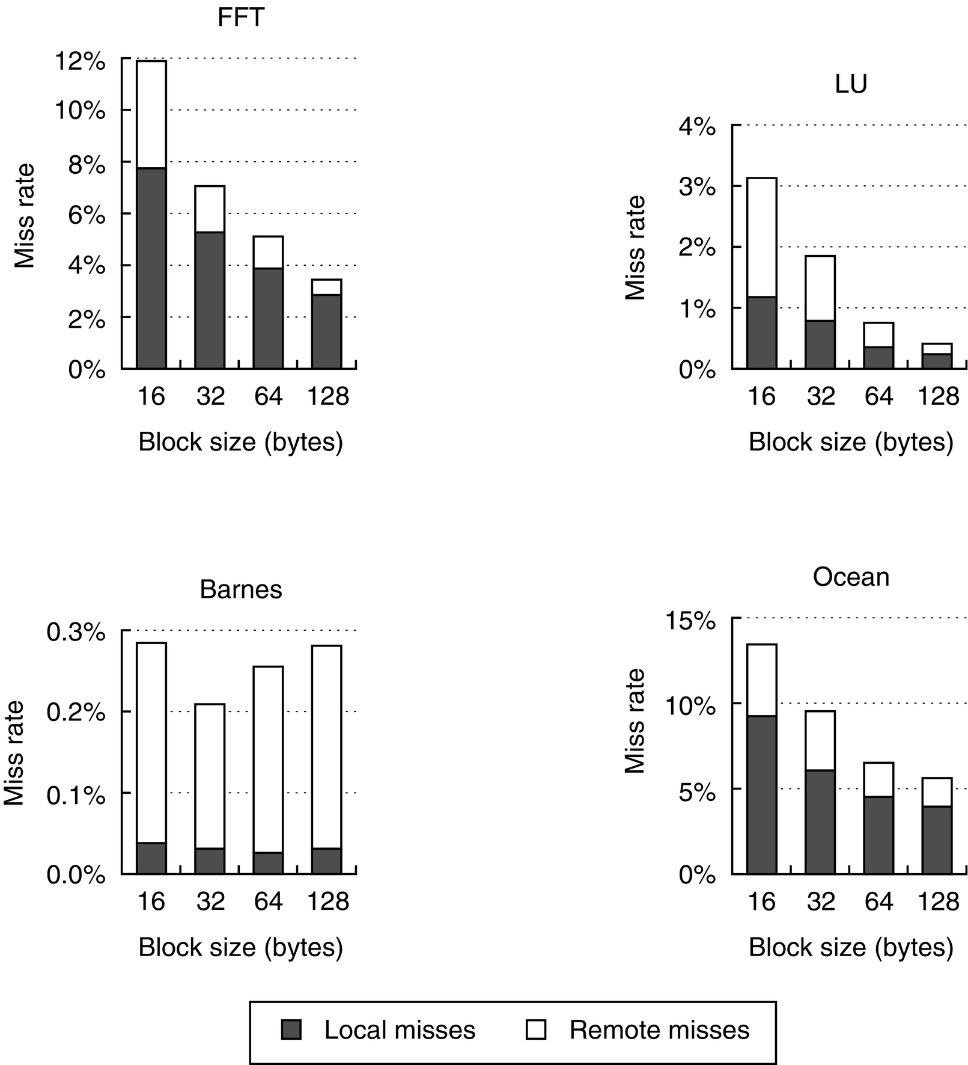 FFT
12%
10%
8%
6%
4%
2%
0%
Miss rate
16 32 64 128
Block size (bytes)
LU
4%
3%
2%
1%
0%
Miss rate
16 32 64 128
Block size (bytes)
Barnes
0.3%
0.2%
0.1%
0.0%
Miss rate
16 32 64 128
Block size (bytes)
Ocean
15%
10%
5%
0%
Miss rate
16 32 64 128
Block size (bytes)
Local misses Remote misses